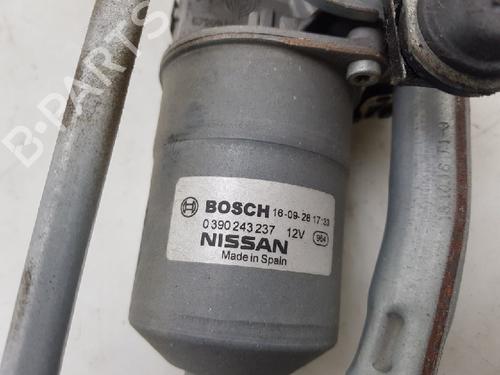 B-PARTS
BOSCH 16-09-28 17:33
0 390 243 237 12V 964
NISSAN
Made in Spain